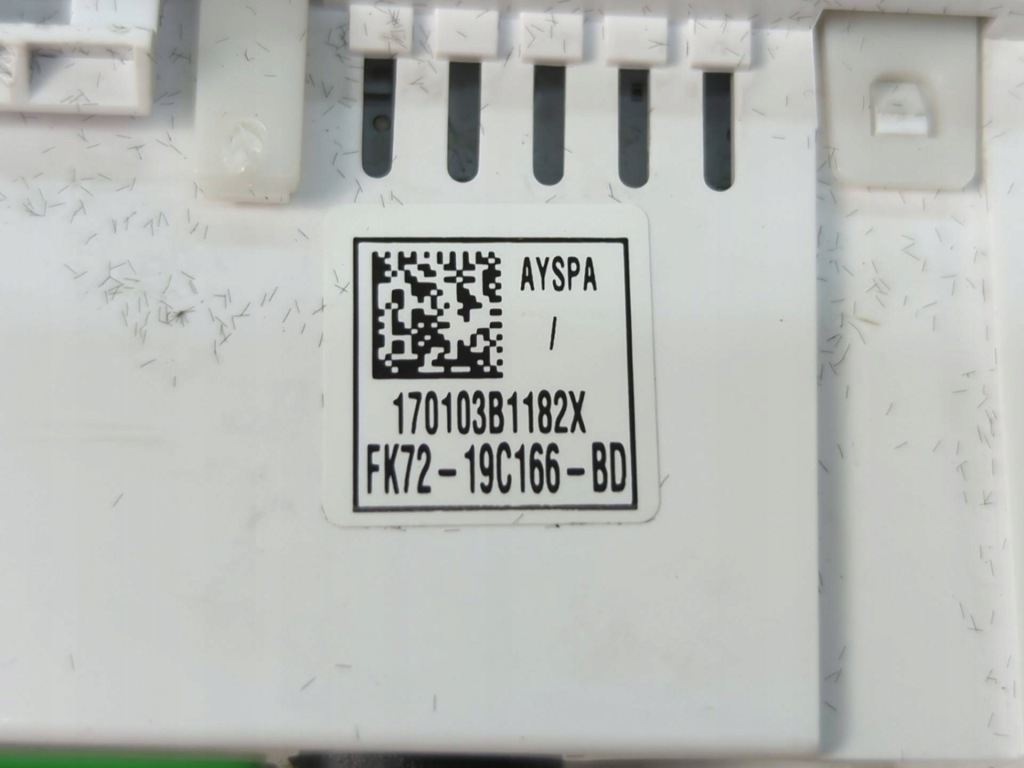 AYSPA
/
170103B1182X
FK72-19C166-BD